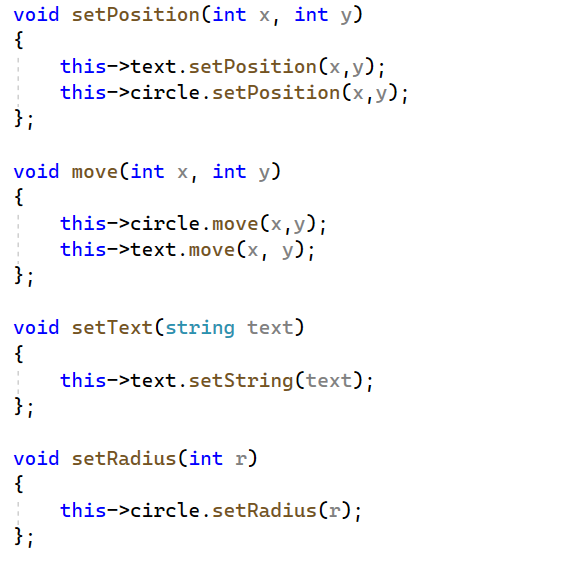 void setPosition(int x, int y)
{
    this->text.setPosition(x,y);
    this->circle.setPosition(x,y);
};

void move(int x, int y)
{
    this->circle.move(x,y);
    this->text.move(x, y);
};

void setText(string text)
{
    this->text.setString(text);
};

void setRadius(int r)
{
    this->circle.setRadius(r);
};